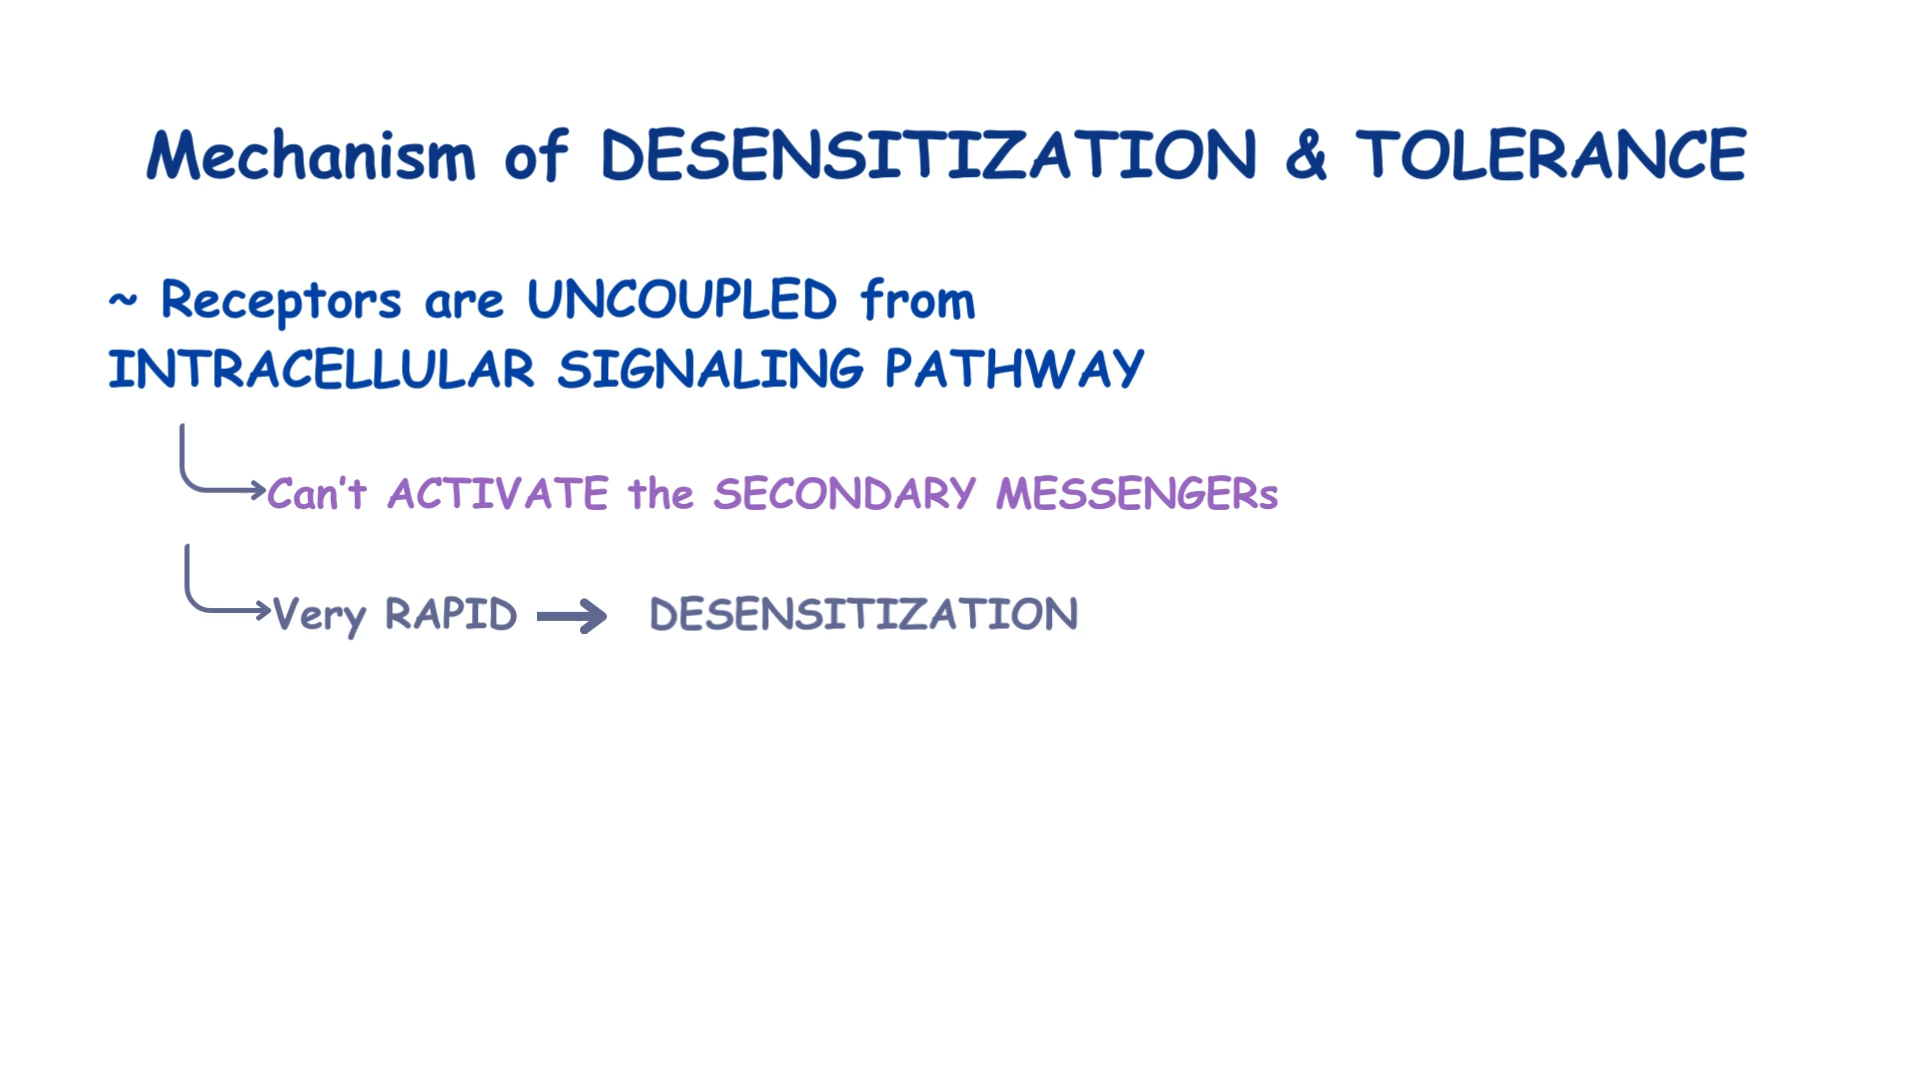 Mechanism of DESENSITIZATION & TOLERANCE
~ Receptors are UNCOUPLED from
INTRACELLULAR SIGNALING PATHWAY
Can't ACTIVATE the SECONDARY MESSENGERs
Very RAPID → DESENSITIZATION